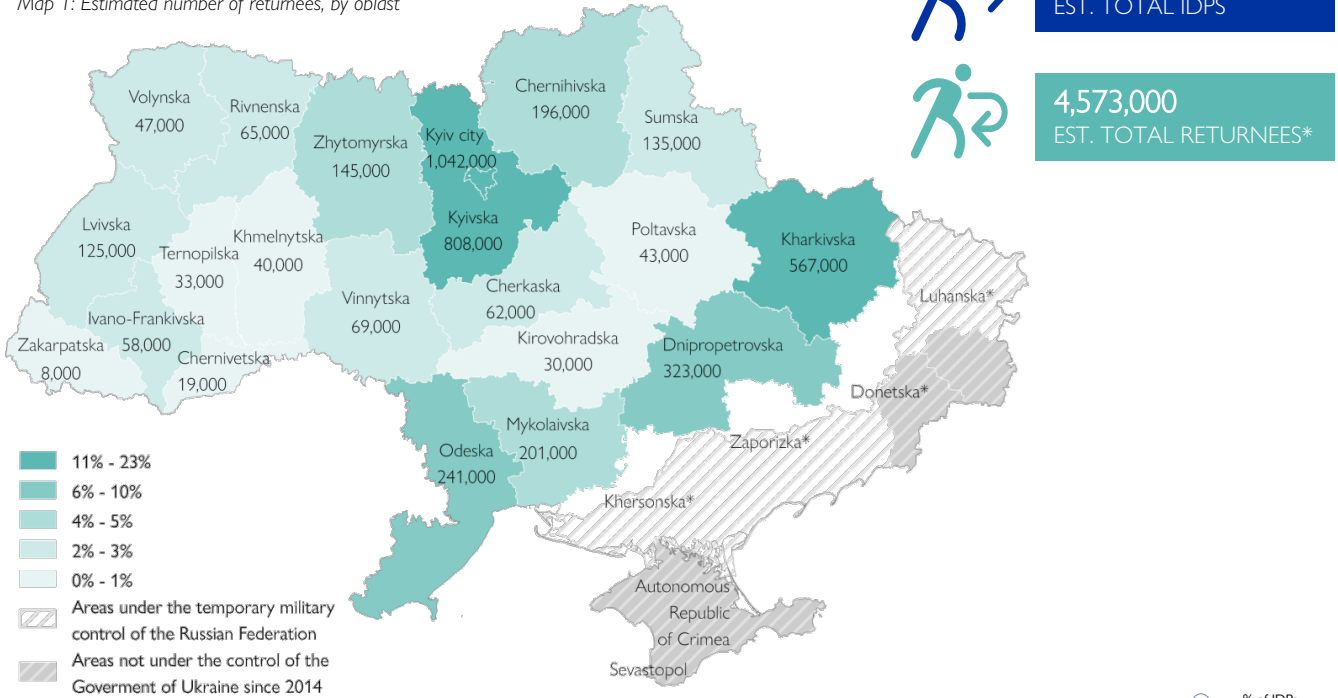 Map 1: Estimated number of returnees, by oblast
EST. TOTAL IDPS
4,573,000
EST. TOTAL RETURNEES*
Volynska
47,000
Rivnenska
65,000
Zhytomyrska
145,000
Kyiv city
1,042,000
Chernihivska
196,000
Sumska
135,000
Lvivska
125,000
Ternopilska
33,000
Khmelnytska
40,000
Kyivska
808,000
Poltavska
43,000
Kharkivska
567,000
Luhanska*
Ivano-Frankivska
58,000
Zakarpatska
8,000
Chernivetska
19,000
Vinnytska
69,000
Cherkaska
62,000
Kirovohradska
30,000
Dnipropetrovska
323,000
Donetska*
Odeska
241,000
Mykolaivska
201,000
Zaporizka*
Khersonska*
Autonomous
Republic
of Crimea
Sevastopol
11% - 23%
6% - 10%
4% - 5%
2% - 3%
0% - 1%
Areas under the temporary military
control of the Russian Federation
Areas not under the control of the
Goverment of Ukraine since 2014
% of IDPs